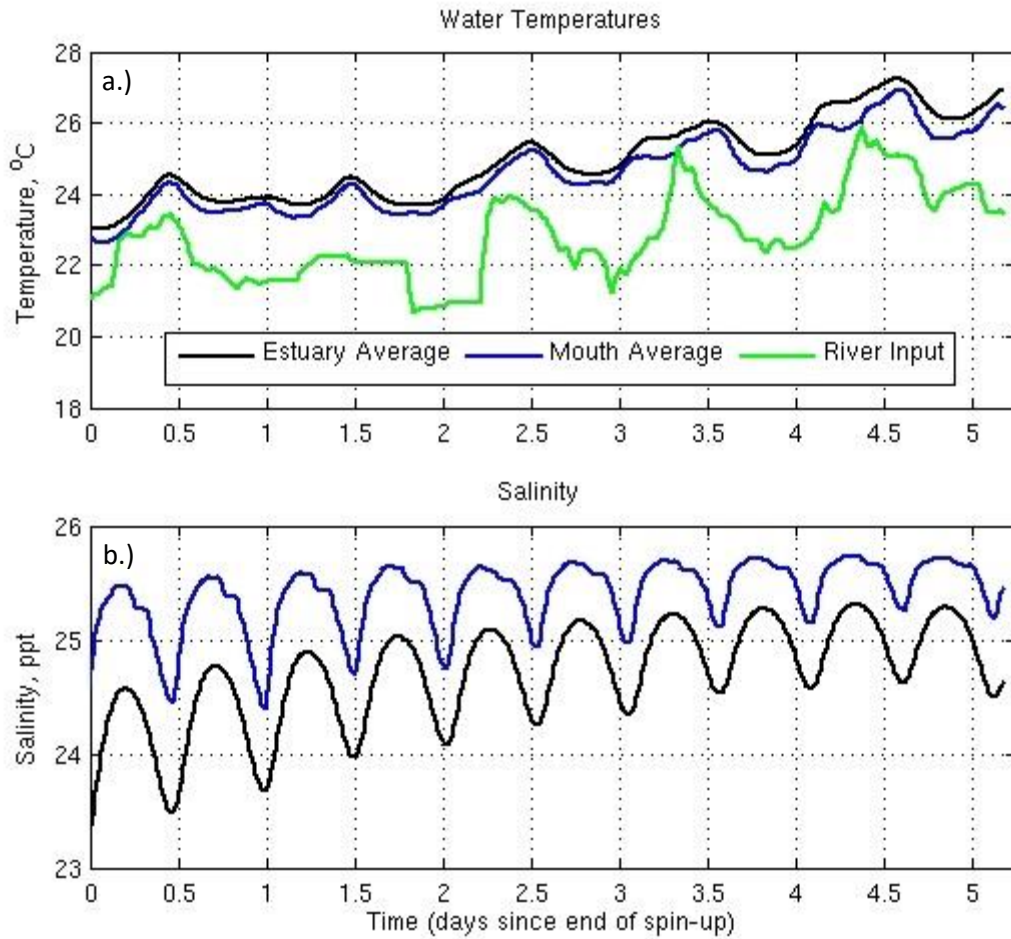 Water Temperatures
a.)
Temperature, °C
28
26
24
22
20
18
Estuary Average Mouth Average River Input
0 0.5 1 1.5 2 2.5 3 3.5 4 4.5 5
Salinity
b.)
Salinity, ppt
26
25
24
23
0 0.5 1 1.5 2 2.5 3 3.5 4 4.5 5
Time (days since end of spin-up)